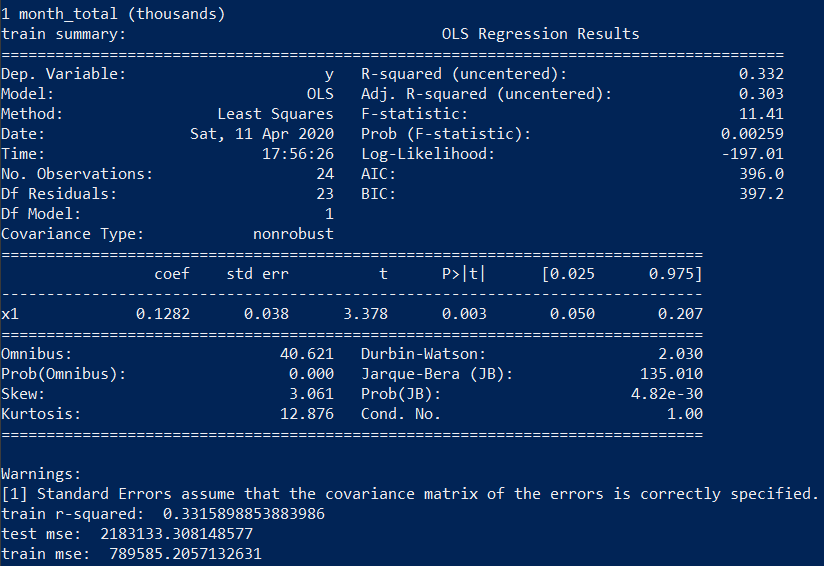 1 month_total (thousands)
train summary:                                   OLS Regression Results
=======================================================================================
Dep. Variable:                      y   R-squared (uncentered):                   0.332
Model:                            OLS   Adj. R-squared (uncentered):              0.303
Method:                 Least Squares   F-statistic:                              11.41
Date:                Sat, 11 Apr 2020   Prob (F-statistic):                     0.00259
Time:                        17:56:26   Log-Likelihood:                         -197.01
No. Observations:                  24   AIC:                                      396.0
Df Residuals:                      23   BIC:                                      397.2
Df Model:                           1
Covariance Type:            nonrobust
==============================================================================
                 coef    std err          t      P>|t|      [0.025      0.975]
------------------------------------------------------------------------------
x1             0.1282      0.038      3.378      0.003       0.050       0.207
==============================================================================
Omnibus:                       40.621   Durbin-Watson:                   2.030
Prob(Omnibus):                  0.000   Jarque-Bera (JB):              135.010
Skew:                           3.061   Prob(JB):                     4.82e-30
Kurtosis:                      12.876   Cond. No.                         1.00
==============================================================================
Warnings:
[1] Standard Errors assume that the covariance matrix of the errors is correctly specified.
train r-squared:  0.3315898853883986
test mse:  2183133.308148577
train mse:  789585.2057132631